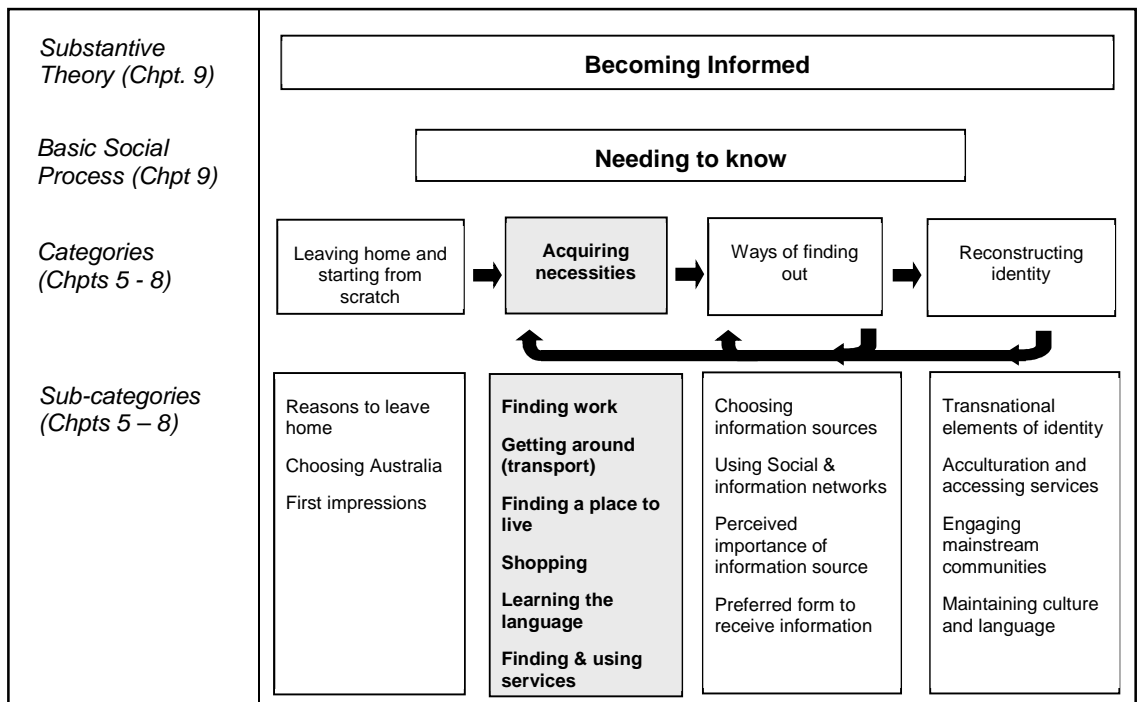 Substantive
Theory (Chpt. 9)
Becoming Informed
Basic Social
Process (Chpt 9)
Needing to know
Categories
(Chpts 5 - 8)
Leaving home and
starting from
scratch
Acquiring
necessities
Ways of finding
out
Reconstructing
identity
Sub-categories
(Chpts 5 – 8)
Reasons to leave
home
Choosing Australia
First impressions
Finding work
Getting around
(transport)
Finding a place to
live
Shopping
Learning the
language
Finding & using
services
Choosing
information sources
Using Social &
information networks
Perceived
importance of
information source
Preferred form to
receive information
Transnational
elements of identity
Acculturation and
accessing services
Engaging
mainstream
communities
Maintaining culture
and language